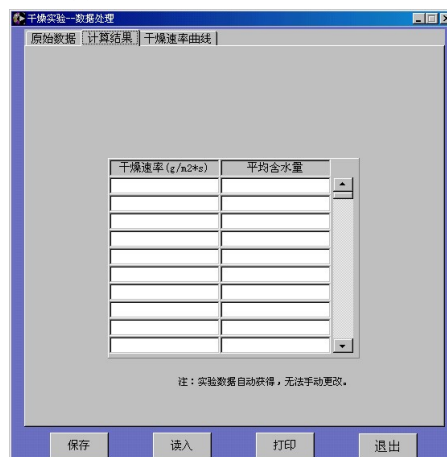 干燥实验--数据处理
原始数据 计算结果 干燥速率曲线
干燥速率(g/m2*s) 平均含水量
注：实验数据自动获得，无法手动更改。
保存 读入 打印 退出